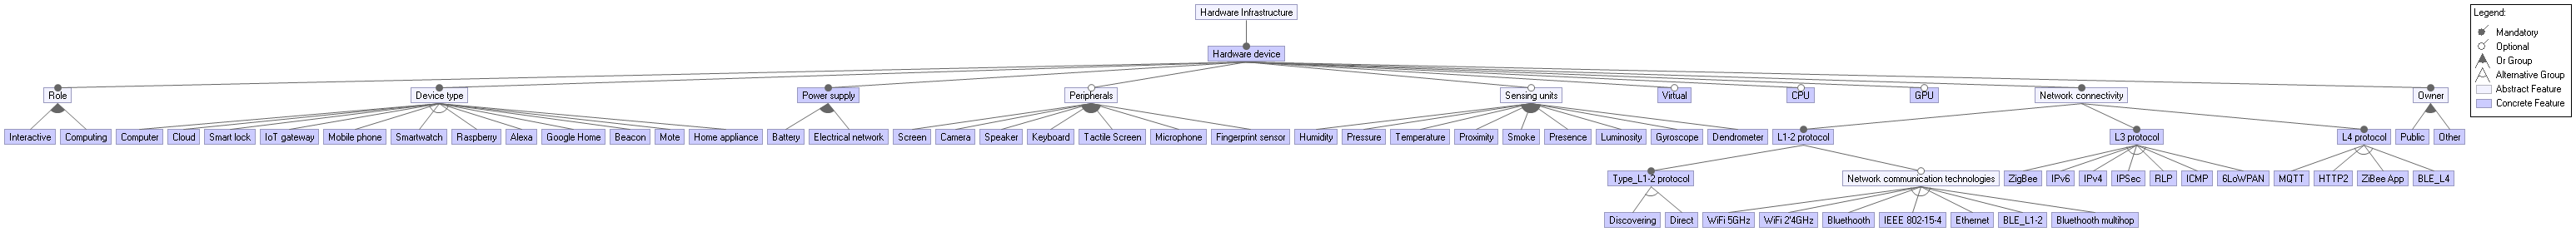 Hardware Infrastructure
Legend:
Mandatory
Optional
Or Group
Alternative Group
Abstract Feature
Concrete Feature
Hardware device
Role
Device type
Power supply
Peripherals
Sensing units
Virtual
CPU
GPU
Network connectivity
Owner
Interactive
Computing
Computer
Cloud
Smart lock
IoT gateway
Mobile phone
Smartwatch
Raspberry
Alexa
Google Home
Beacon
Mote
Home appliance
Battery
Electrical network
Screen
Camera
Speaker
Keyboard
Tactile Screen
Microphone
Fingerprint sensor
Humidity
Pressure
Temperature
Proximity
Smoke
Presence
Luminosity
Gyroscope
Dendrometer
L1-2 protocol
L3 protocol
L4 protocol
Public
Other
Type_L1-2 protocol
Network communication technologies
ZigBee
IPv6
IPv4
IPSec
RLP
ICMP
6LoWPAN
MQTT
HTTP2
ZiBee App
BLE_L4
Discovering
Direct
WiFi 5GHz
WiFi 2'4GHz
Bluethooth
IEEE 802-15-4
Ethernet
BLE_L1-2
Bluethooth multihop